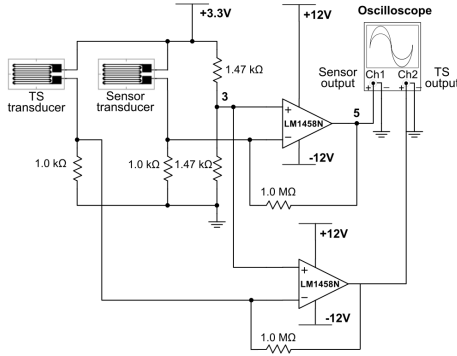 Oscilloscope
+3.3V
+12V
Sensor output
Ch1
Ch2
TS output
+
−
+
−
TS
transducer
Sensor
transducer
1.47 kΩ
3
+
−
LM1458N
5
-12V
1.0 kΩ
1.0 kΩ
1.47 kΩ
1.0 MΩ
+12V
+
−
LM1458N
-12V
1.0 MΩ